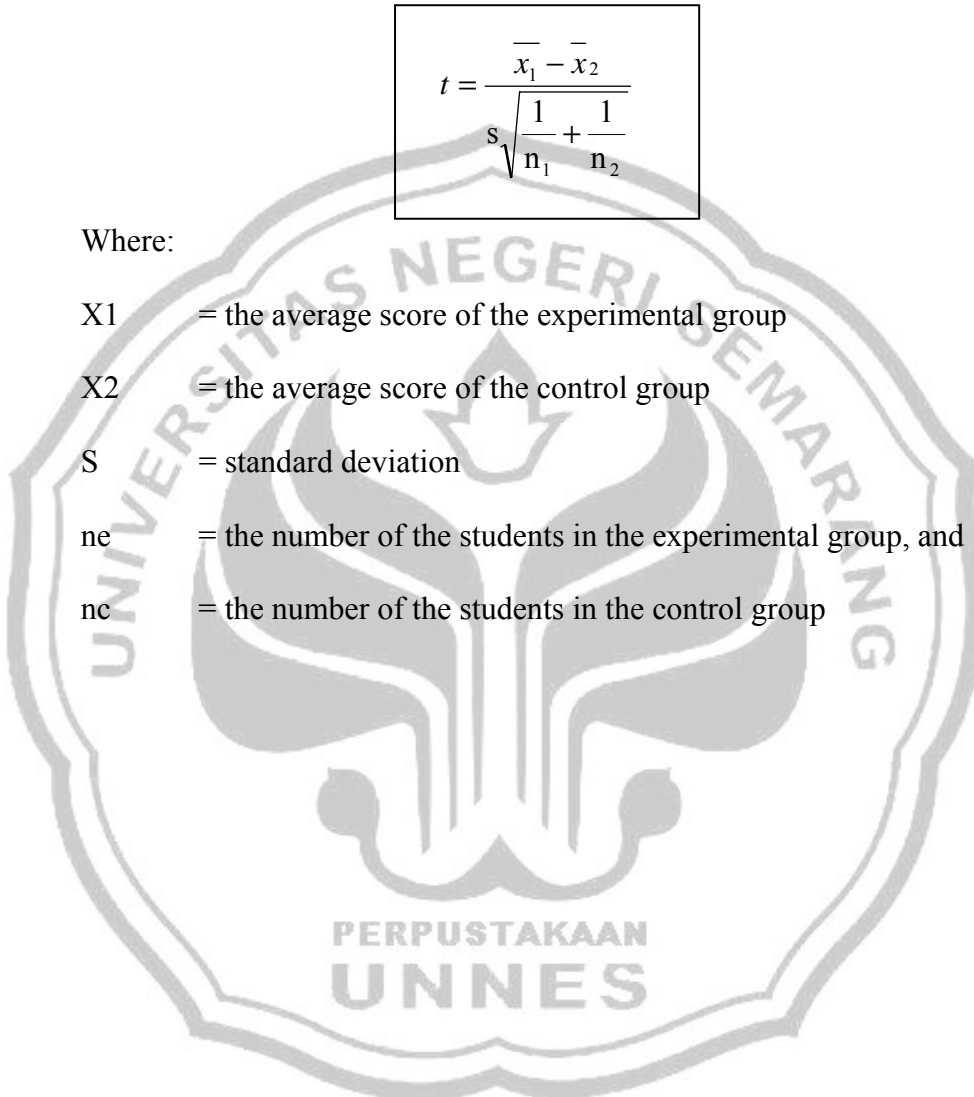 t = (x̄₁ − x̄₂) / (s√(1/n₁ + 1/n₂))
Where:
X1 = the average score of the experimental group
X2 = the average score of the control group
S = standard deviation
ne = the number of the students in the experimental group, and
nc = the number of the students in the control group
UNIVERSITAS NEGERI SEMARANG
PERPUSTAKAAN
UNNES